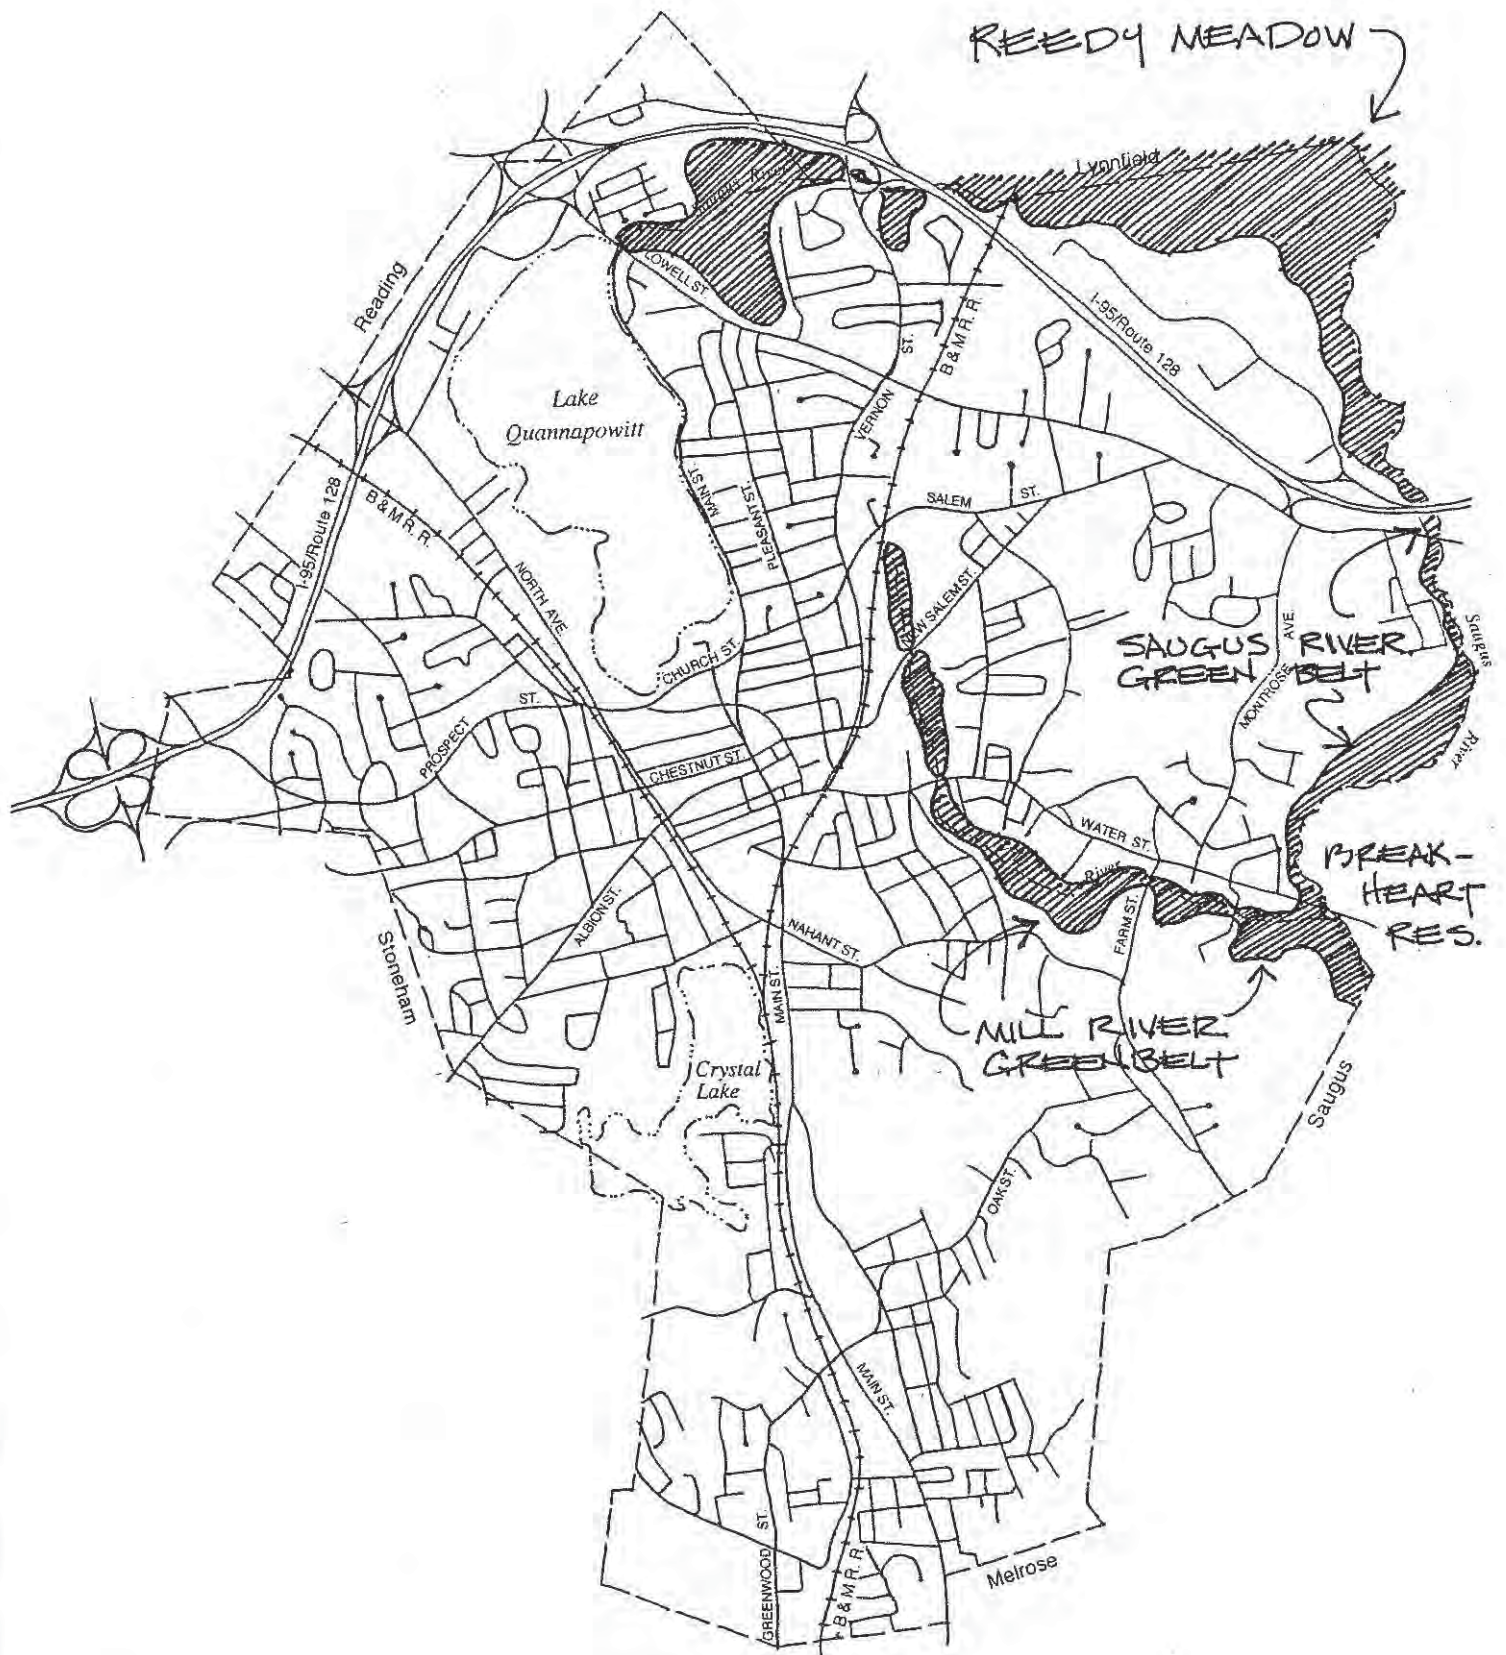 REEDY MEADOW
Lynnfield
Saugus River
LOWELL ST.
Reading
I-95/Route 128
B & M R. R.
ST.
VERNON
Lake
Quannapowitt
MAIN ST.
PLEASANT ST.
SALEM ST.
I-95/Route 128
B & M R. R.
NORTH AVE.
NEW SALEM ST.
CHURCH ST.
SAUGUS RIVER
GREEN BELT
AVE.
MONTROSE
Saugus
River
PROSPECT
ST.
CHESTNUT ST.
WATER ST.
River
BREAK-
HEART
RES.
ALBION ST.
NAHANT ST.
FARM ST.
Stoneham
MAIN ST.
MILL RIVER
GREEN BELT
Crystal
Lake
Saugus
OAK ST.
MAIN ST.
GREENWOOD ST.
B & M R. R.
Melrose